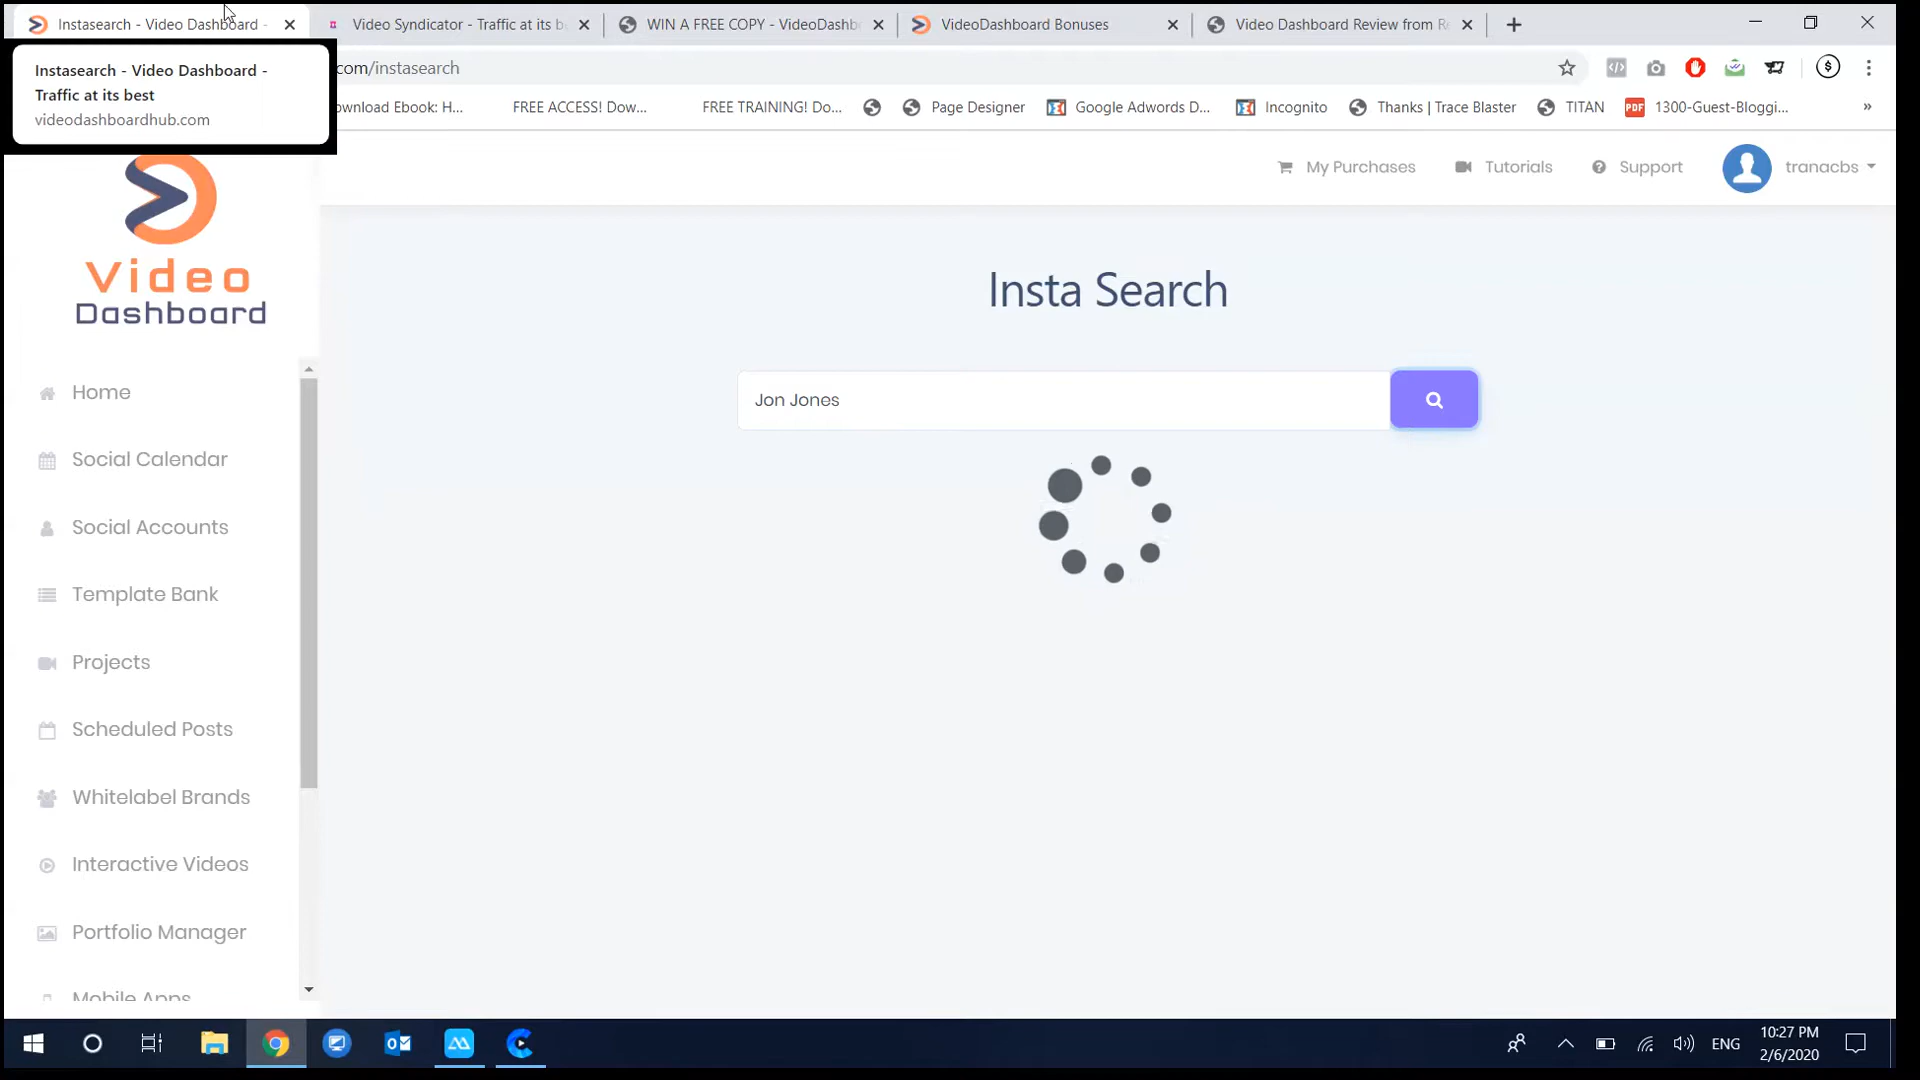 Instasearch - Video Dashboard -
Video Syndicator - Traffic at its b
WIN A FREE COPY - VideoDashb
VideoDashboard Bonuses
Video Dashboard Review from Re
Instasearch - Video Dashboard -
Traffic at its best
videodashboardhub.com
com/instasearch
ownload Ebook: H...
FREE ACCESS! Dow...
FREE TRAINING! Do...
Page Designer
Google Adwords D...
Incognito
Thanks | Trace Blaster
TITAN
PDF
1300-Guest-Bloggi...
»
Video
Dashboard
My Purchases
Tutorials
Support
tranacbs
Insta Search
Jon Jones
Home
Social Calendar
Social Accounts
Template Bank
Projects
Scheduled Posts
Whitelabel Brands
Interactive Videos
Portfolio Manager
Mobile Apps
ENG
10:27 PM
2/6/2020